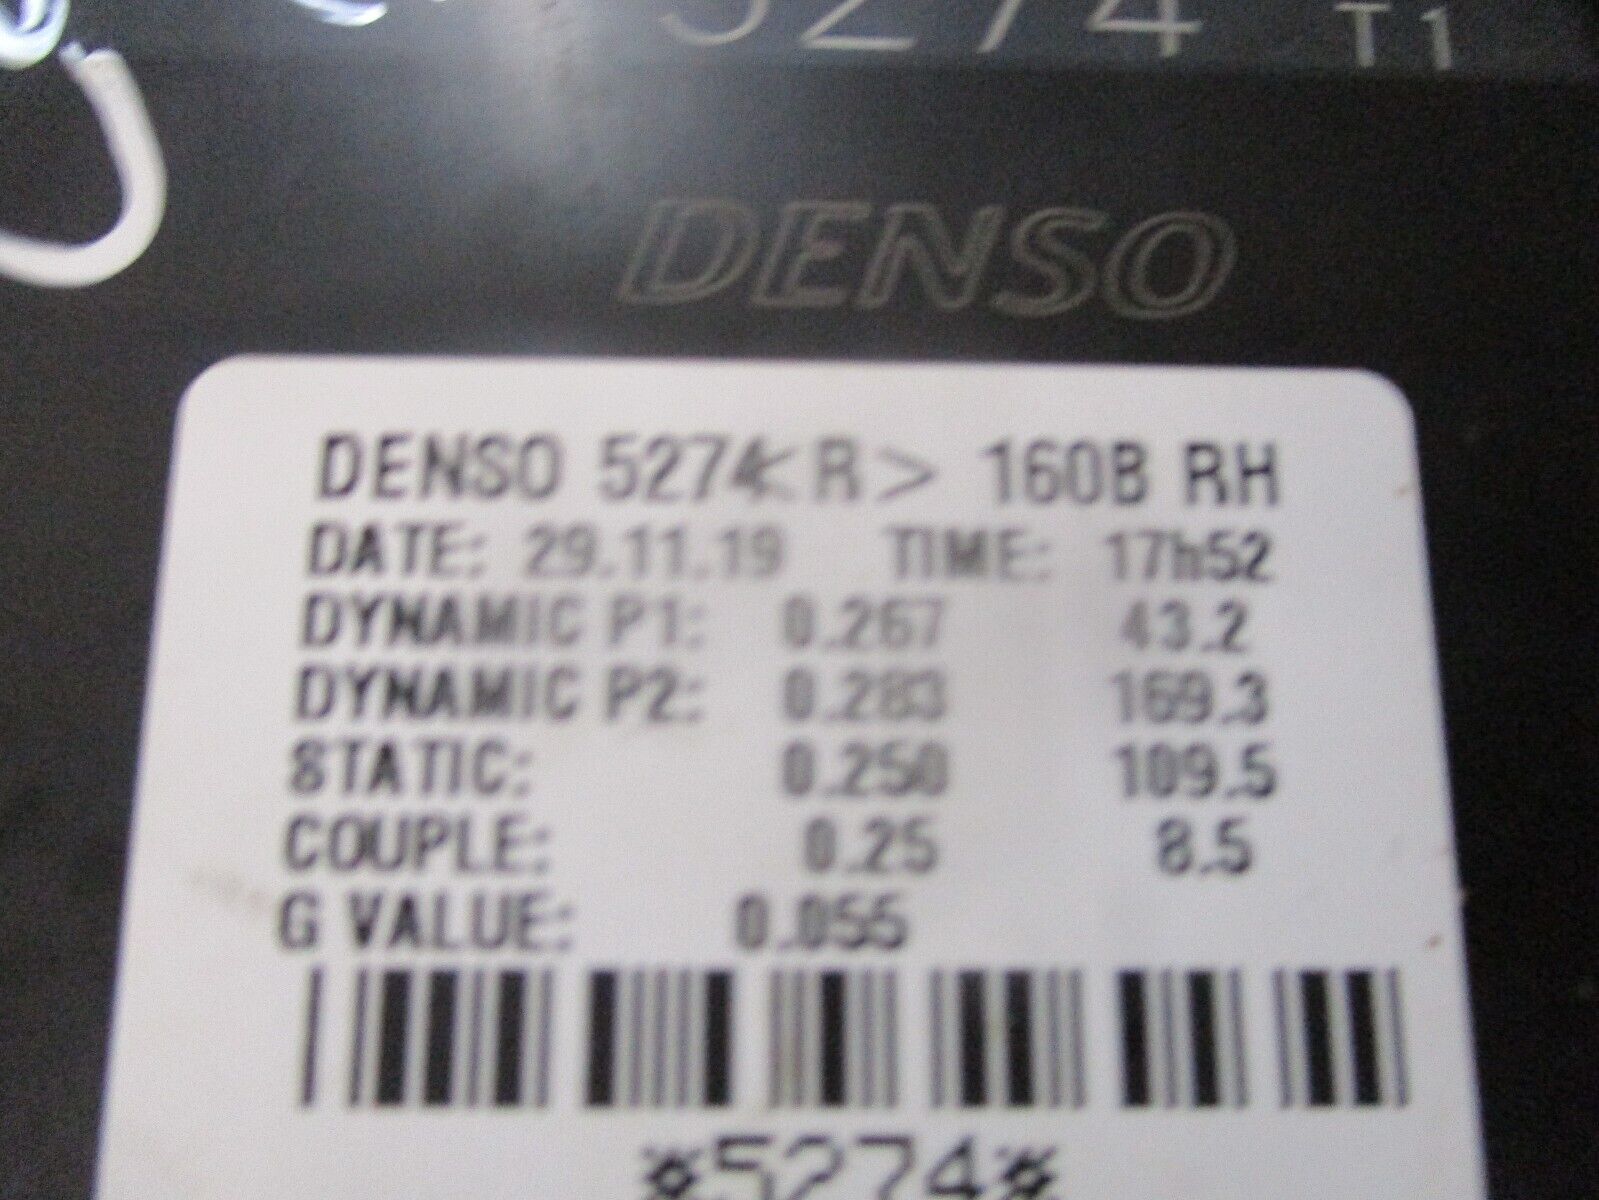 5274 T1
DENSO
DENSO 5274<R> 160B RH
DATE: 29.11.19 TIME: 17h52
DYNAMIC P1: 0.267 43.2
DYNAMIC P2: 0.283 169.3
STATIC: 0.250 109.5
COUPLE: 0.25 8.5
G VALUE: 0.055
*5274*